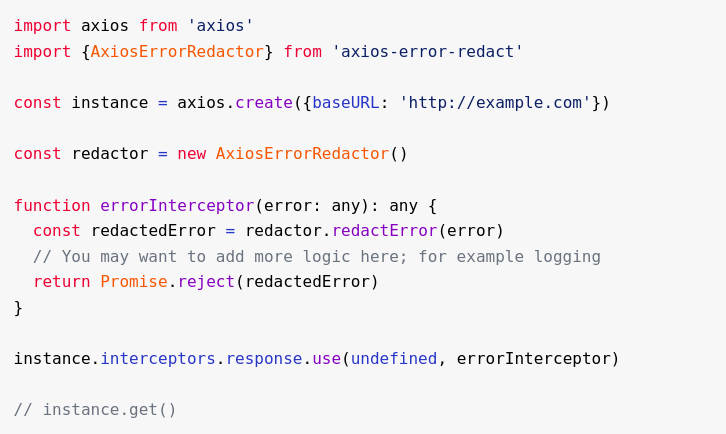 import axios from 'axios'
import {AxiosErrorRedactor} from 'axios-error-redact'
const instance = axios.create({baseURL: 'http://example.com'})
const redactor = new AxiosErrorRedactor()
function errorInterceptor(error: any): any {
  const redactedError = redactor.redactError(error)
  // You may want to add more logic here; for example logging
  return Promise.reject(redactedError)
}
instance.interceptors.response.use(undefined, errorInterceptor)
// instance.get()